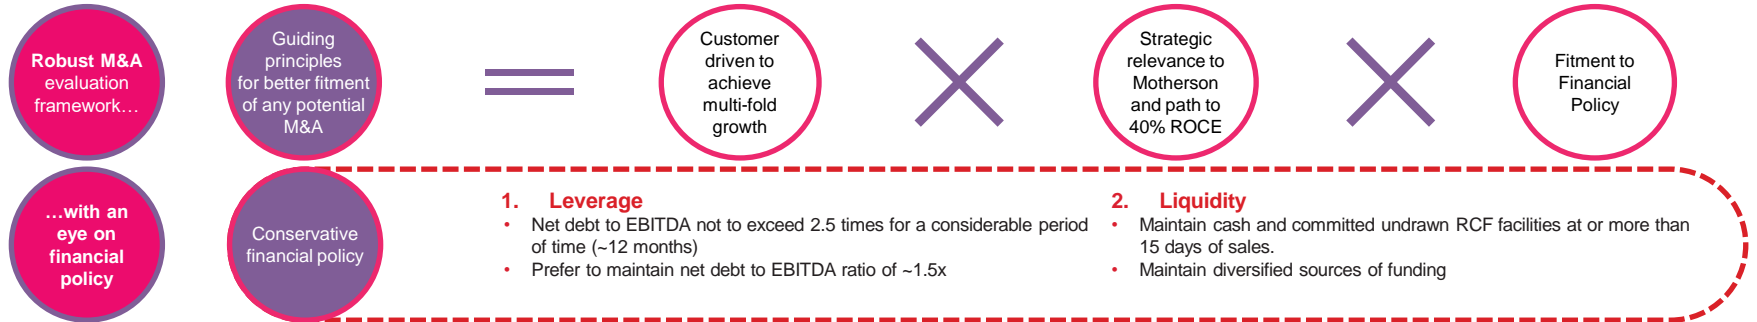 Robust M&A
evaluation
framework…
Guiding
principles
for better fitment
of any potential
M&A
Customer
driven to
achieve
multi-fold
growth
Strategic
relevance to
Motherson
and path to
40% ROCE
Fitment to
Financial
Policy
…with an
eye on
financial
policy
Conservative
financial policy
1. Leverage
• Net debt to EBITDA not to exceed 2.5 times for a considerable period
of time (~12 months)
• Prefer to maintain net debt to EBITDA ratio of ~1.5x
2. Liquidity
• Maintain cash and committed undrawn RCF facilities at or more than
15 days of sales.
• Maintain diversified sources of funding